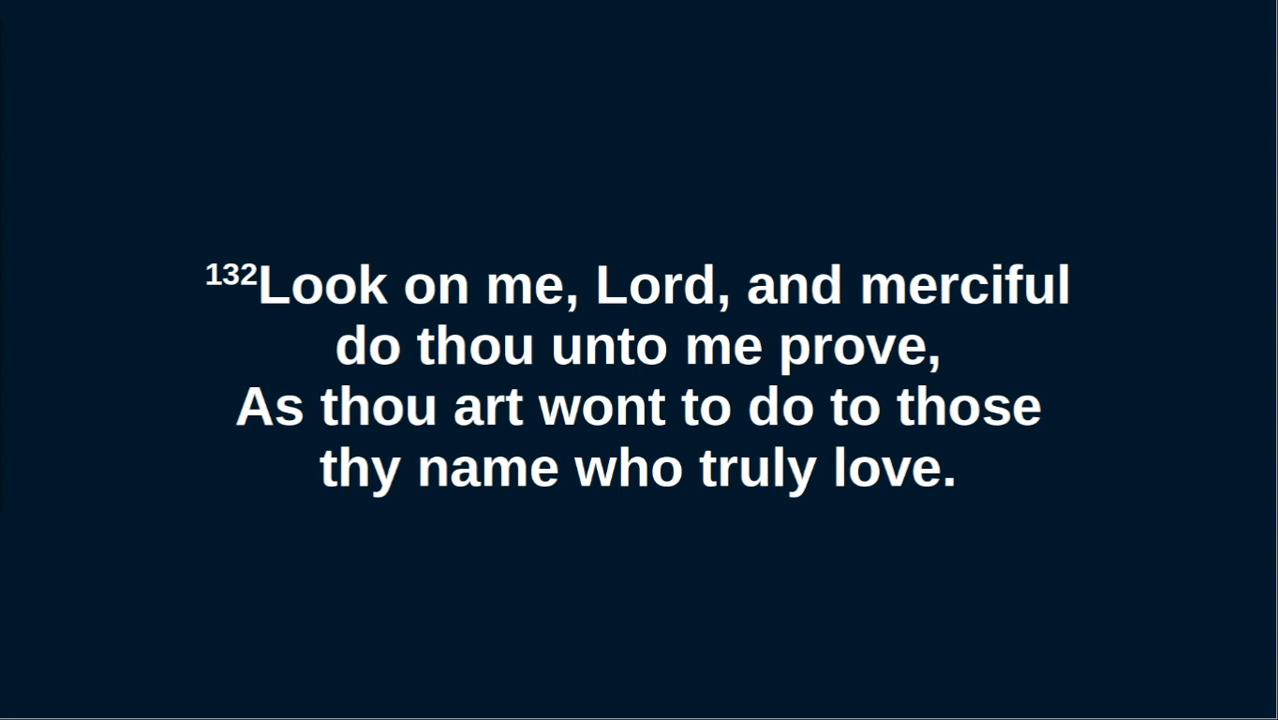 132Look on me, Lord, and merciful
do thou unto me prove,
As thou art wont to do to those
thy name who truly love.